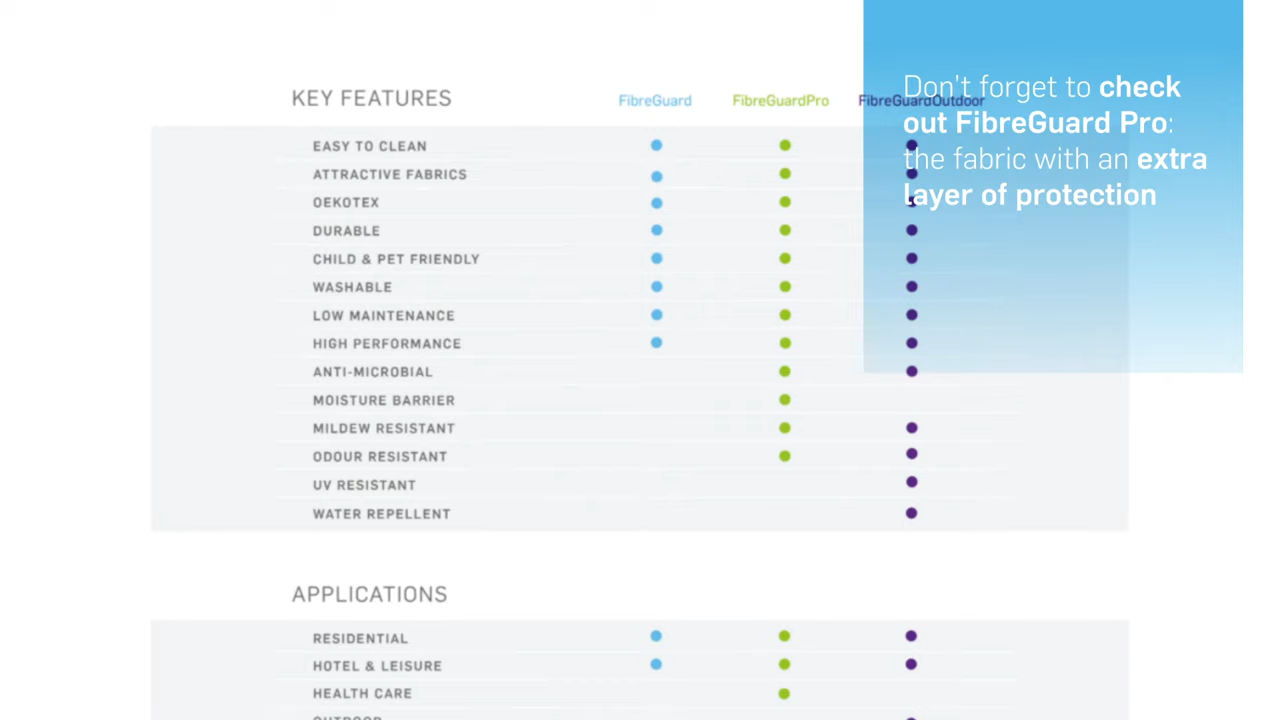 KEY FEATURES
FibreGuard
FibreGuardPro
FibreGuardOutdoor
Don't forget to check
out FibreGuard Pro:
the fabric with an extra
layer of protection
EASY TO CLEAN
ATTRACTIVE FABRICS
OEKOTEX
DURABLE
CHILD & PET FRIENDLY
WASHABLE
LOW MAINTENANCE
HIGH PERFORMANCE
ANTI-MICROBIAL
MOISTURE BARRIER
MILDEW RESISTANT
ODOUR RESISTANT
UV RESISTANT
WATER REPELLENT
APPLICATIONS
RESIDENTIAL
HOTEL & LEISURE
HEALTH CARE
OUTDOOR